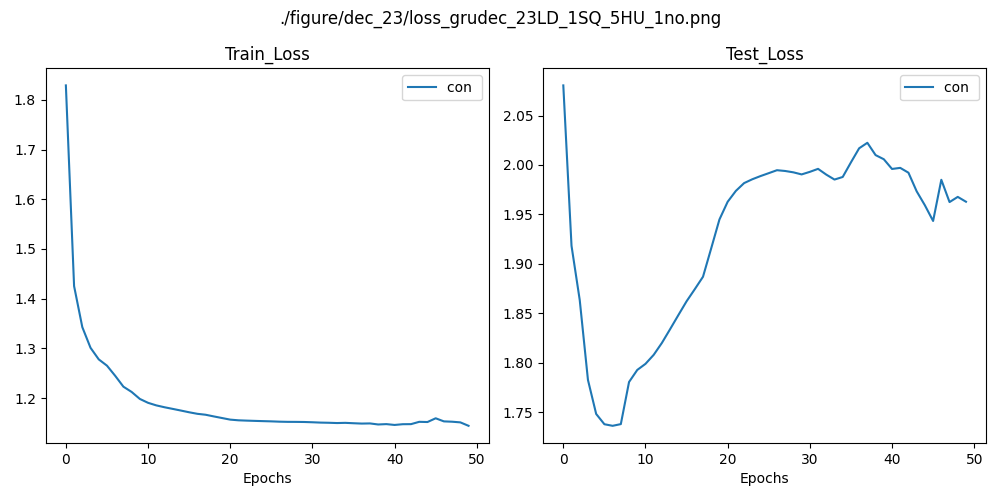 ./figure/dec_23/loss_grudec_23LD_1SQ_5HU_1no.png
Train_Loss
con
1.8
1.7
1.6
1.5
1.4
1.3
1.2
0 10 20 30 40 50
Epochs
Test_Loss
con
2.05
2.00
1.95
1.90
1.85
1.80
1.75
0 10 20 30 40 50
Epochs